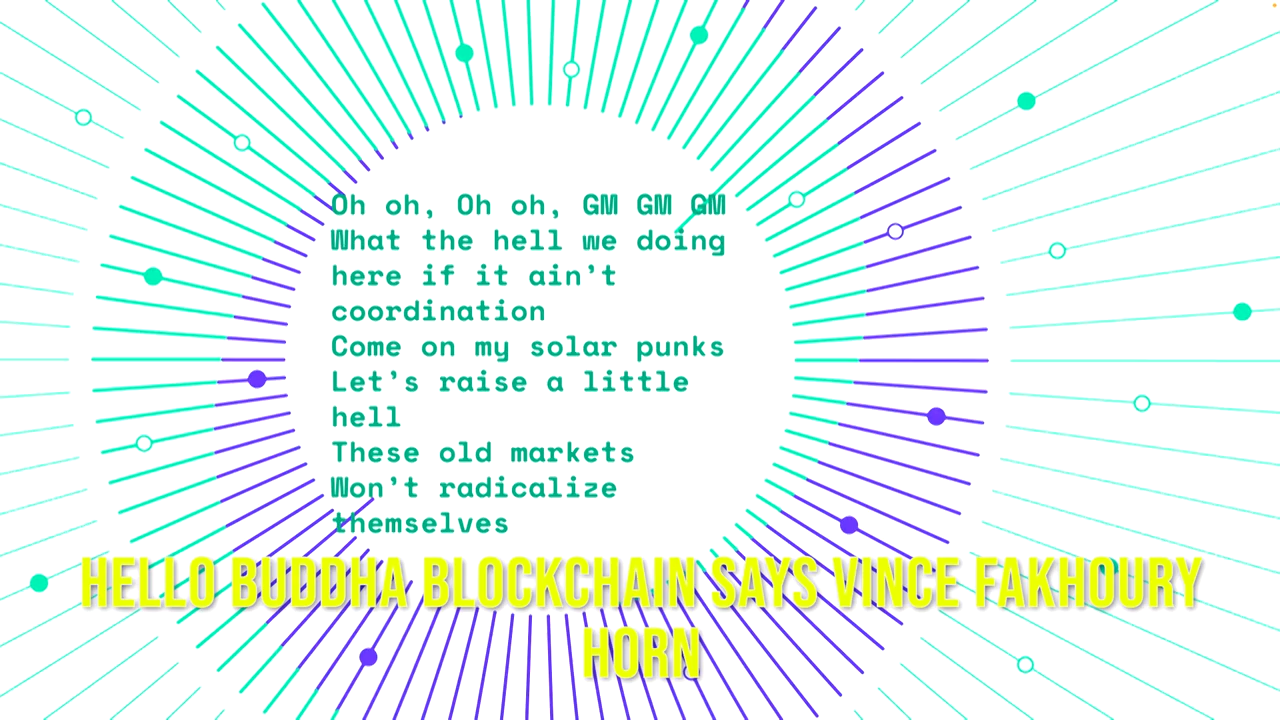 Oh oh, Oh oh, GM GM GM
What the hell we doing
here if it ain’t
coordination
Come on my solar punks
Let’s raise a little
hell
These old markets
Won’t radicalize
themselves
HELLO BUDDHA BLOCKCHAIN SAYS VINCE FAKHOURY
HORN